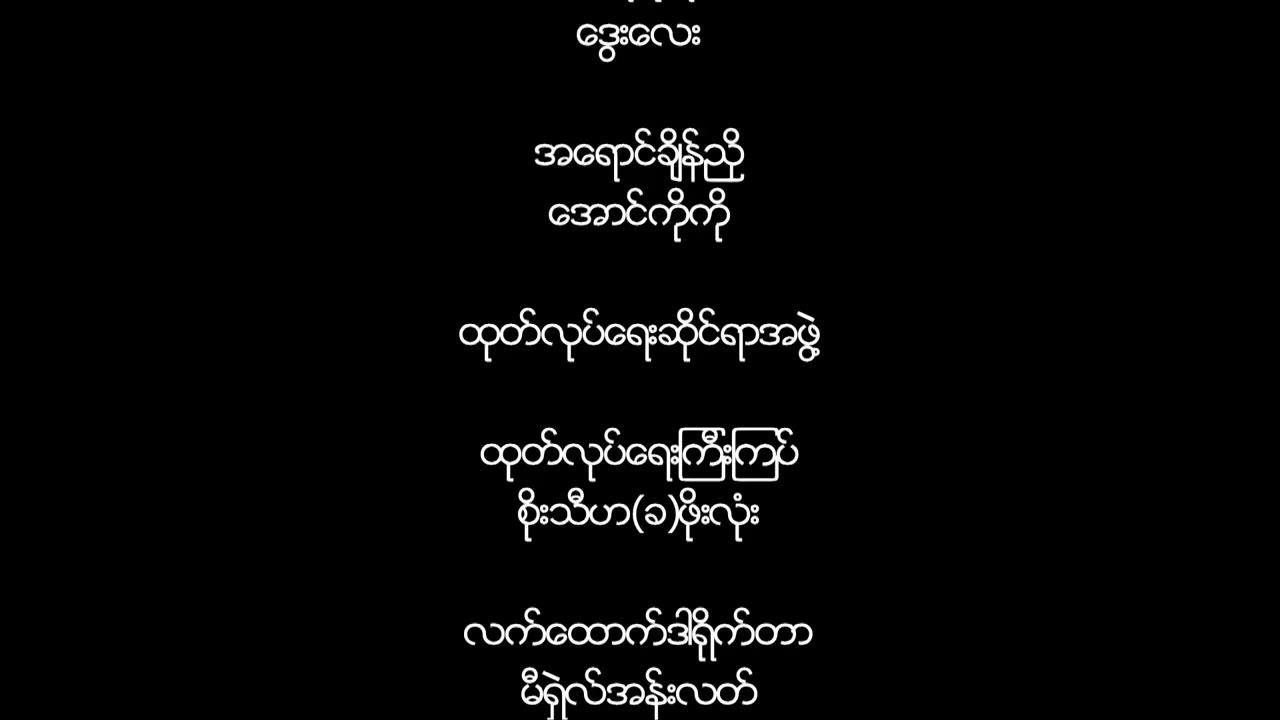 ဒွေးလေး
အရောင်ချိန်ညှို
အောင်ကိုကို
ထုတ်လုပ်ရေးဆိုင်ရာအဖွဲ့
ထုတ်လုပ်ရေးကြီးကြပ်
စိုးသီဟ(ခ)ဖိုးလုံး
လက်ထောက်ဒါရိုက်တာ
မီရှဲလ်အန်းလတ်